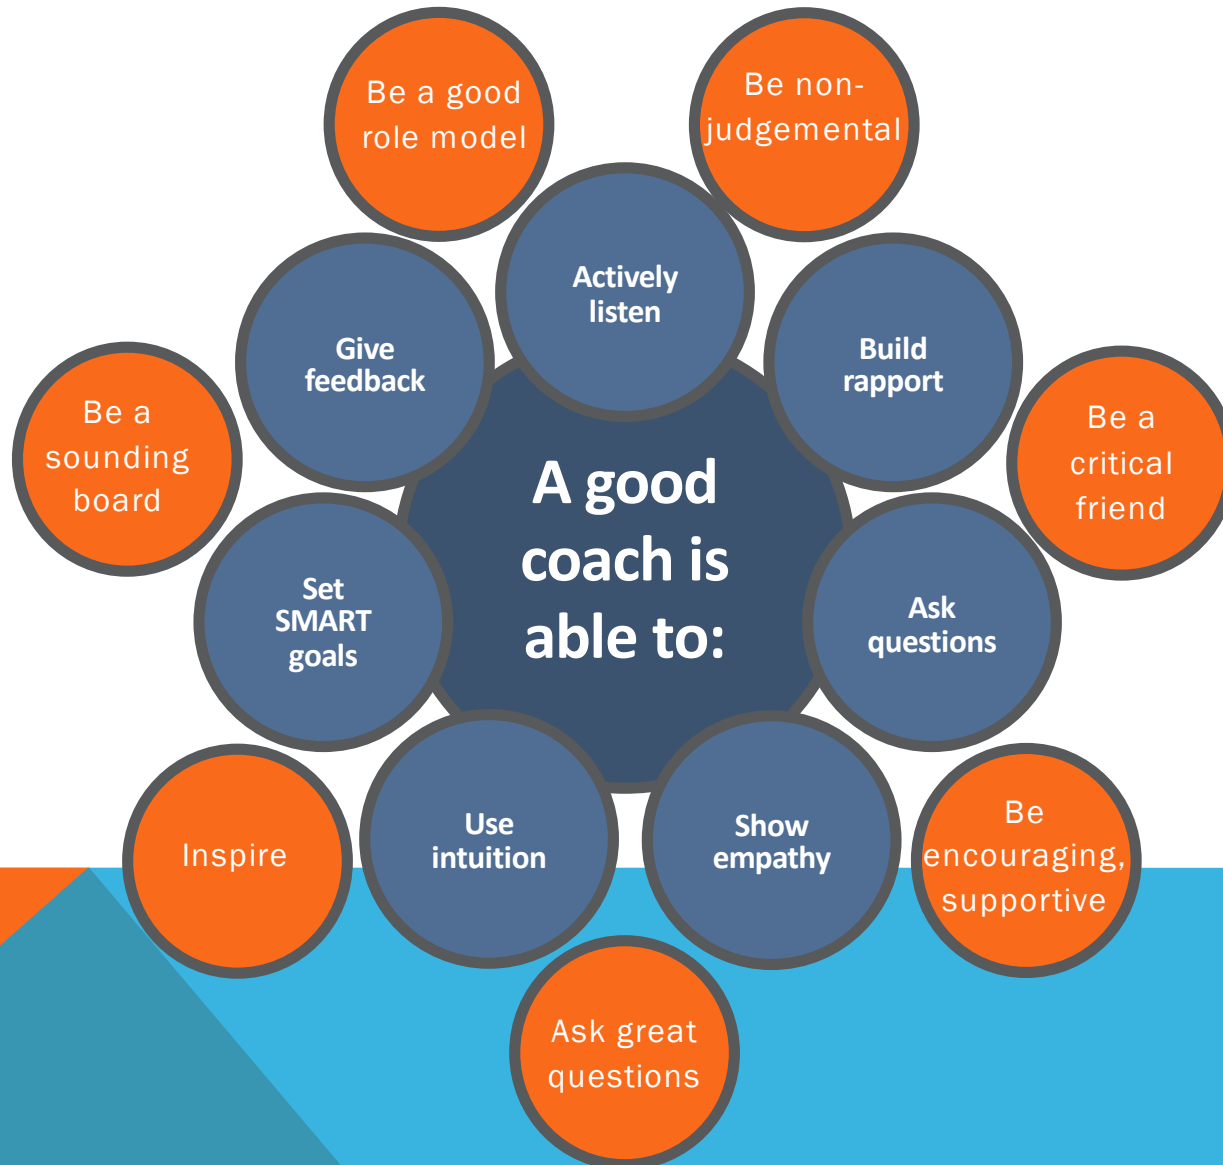 Be a good
role model
Be non-
judgemental
Actively
listen
Give
feedback
Build
rapport
Be a
sounding
board
Be a
critical
friend
A good
coach is
able to:
Set
SMART
goals
Ask
questions
Use
intuition
Show
empathy
Inspire
Be
encouraging,
supportive
Ask great
questions